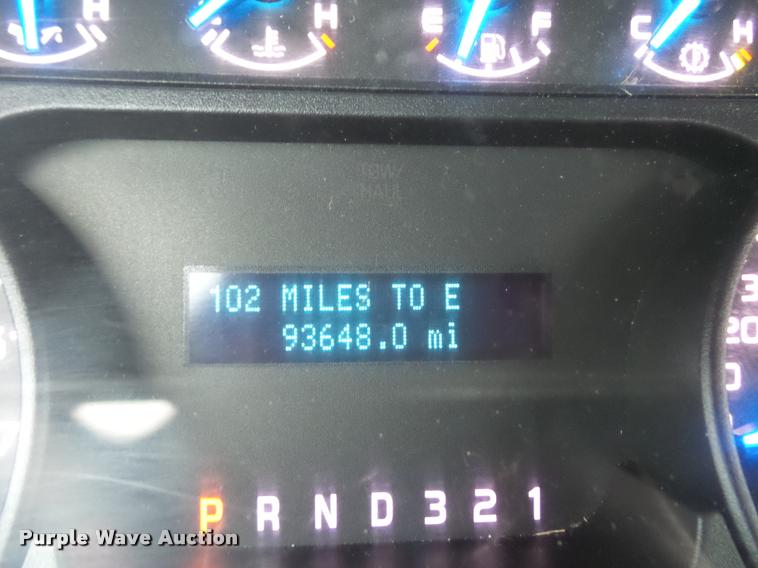 H H E F C H
TOW/
HAUL
102 MILES TO E
93648.0 mi
P R N D 3 2 1
Purple Wave Auction